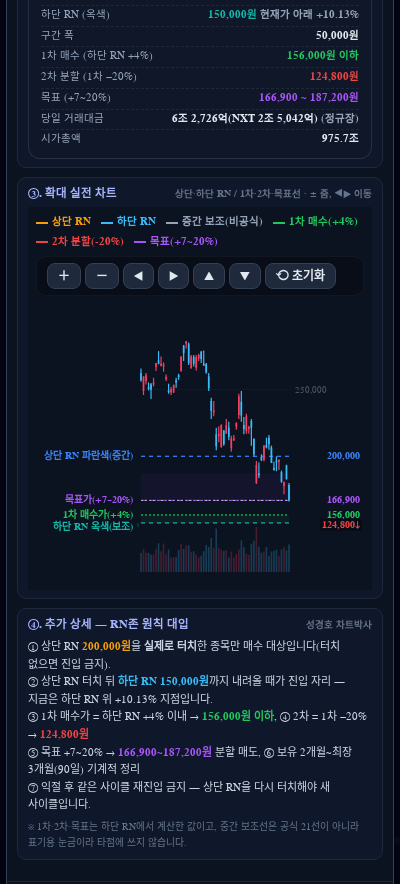 하단 RN (옥색) 150,000원 현재가 아래 +10.13%
구간 폭 50,000원
1차 매수 (하단 RN +4%) 156,000원 이하
2차 분할 (1차 −20%) 124,800원
목표 (+7~20%) 166,900 ~ 187,200원
당일 거래대금 6조 2,726억(NXT 2조 5,042억) (정규장)
시가총액 975.7조
③. 확대 실전 차트 상단·하단 RN / 1차·2차·목표선 · ± 줌, ◀▶ 이동
상단 RN 하단 RN 중간 보조(비공식) 1차 매수(+4%)
2차 분할(-20%) 목표(+7~20%)
+ − ◀ ▶ ▲ ▼ ⟲ 초기화
250,000
상단 RN 파란색(중간) 200,000
목표가(+7~20%) 166,900
1차 매수가(+4%) 156,000
하단 RN 옥색(보조) 124,800↓
④. 추가 상세 — RN존 원칙 대입 성경호 차트박사
① 상단 RN 200,000원을 실제로 터치한 종목만 매수 대상입니다(터치
없으면 진입 금지).
② 상단 RN 터치 뒤 하단 RN 150,000원까지 내려올 때가 진입 자리 —
지금은 하단 RN 위 +10.13% 지점입니다.
③ 1차 매수가 = 하단 RN +4% 이내 → 156,000원 이하, ④ 2차 = 1차 −20%
→ 124,800원
⑤ 목표 +7~20% → 166,900~187,200원 분할 매도, ⑥ 보유 2개월~최장
3개월(90일) 기계적 정리
⑦ 익절 후 같은 사이클 재진입 금지 — 상단 RN을 다시 터치해야 새
사이클입니다.
※ 1차·2차·목표는 하단 RN에서 계산한 값이고, 중간 보조선은 공식 21선이 아니라
표기용 눈금이라 타점에 쓰지 않습니다.